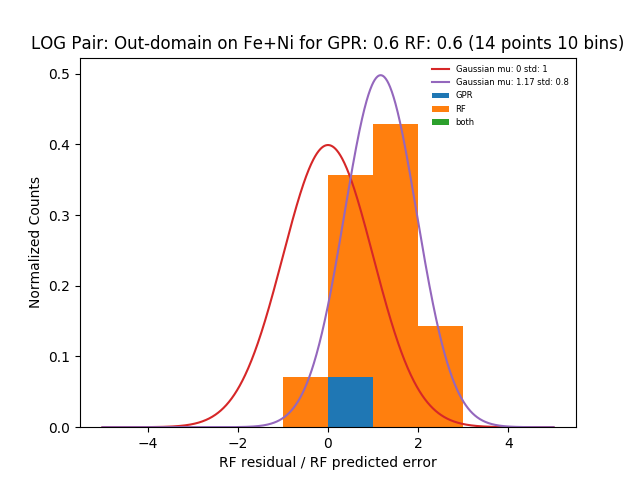 LOG Pair: Out-domain on Fe+Ni for GPR: 0.6 RF: 0.6 (14 points 10 bins)
Gaussian mu: 0 std: 1
Gaussian mu: 1.17 std: 0.8
GPR
RF
both
Normalized Counts
0.5
0.4
0.3
0.2
0.1
0.0
−4
−2
0
2
4
RF residual / RF predicted error